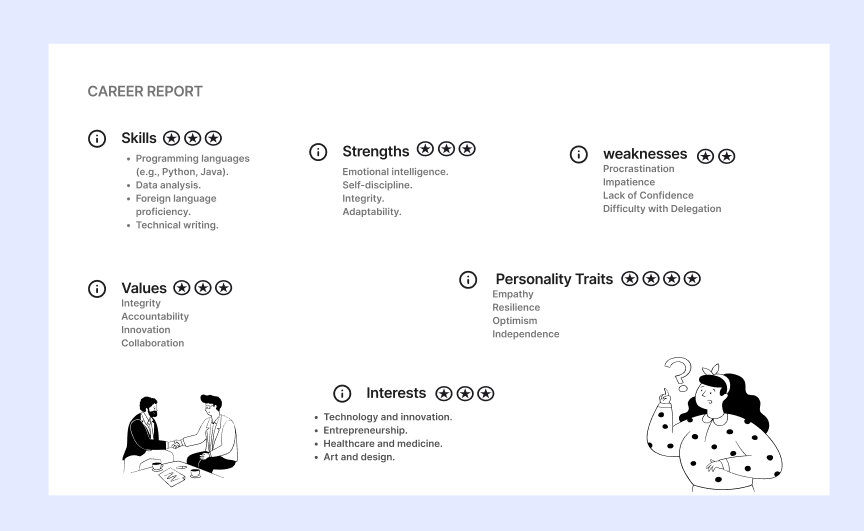 CAREER REPORT
Skills
Programming languages
(e.g., Python, Java).
Data analysis.
Foreign language
proficiency.
Technical writing.
Strengths
Emotional intelligence.
Self-discipline.
Integrity.
Adaptability.
weaknesses
Procrastination
Impatience
Lack of Confidence
Difficulty with Delegation
Values
Integrity
Accountability
Innovation
Collaboration
Personality Traits
Empathy
Resilience
Optimism
Independence
Interests
Technology and innovation.
Entrepreneurship.
Healthcare and medicine.
Art and design.